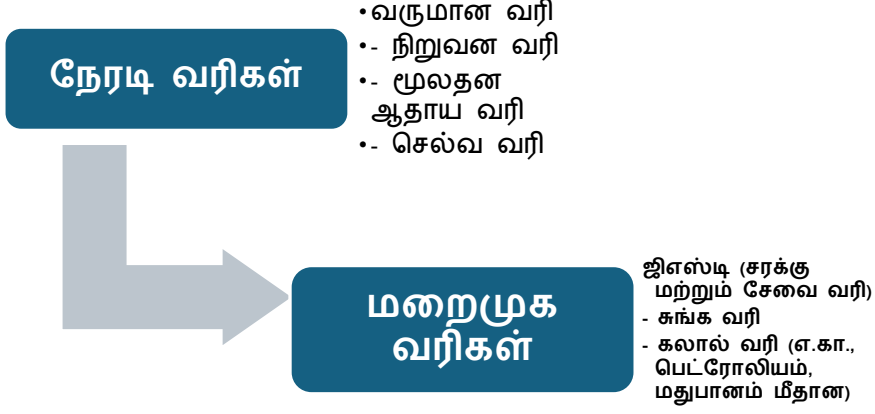 நேரடி வரிகள்
•வருமான வரி
•- நிறுவன வரி
•- மூலதன
ஆதாய வரி
•- செல்வ வரி
மறைமுக
வரிகள்
ஜிஎஸ்டி (சரக்கு
மற்றும் சேவை வரி)
- சுங்க வரி
- கலால் வரி (எ.கா.,
பெட்ரோலியம்,
மதுபானம் மீதான)